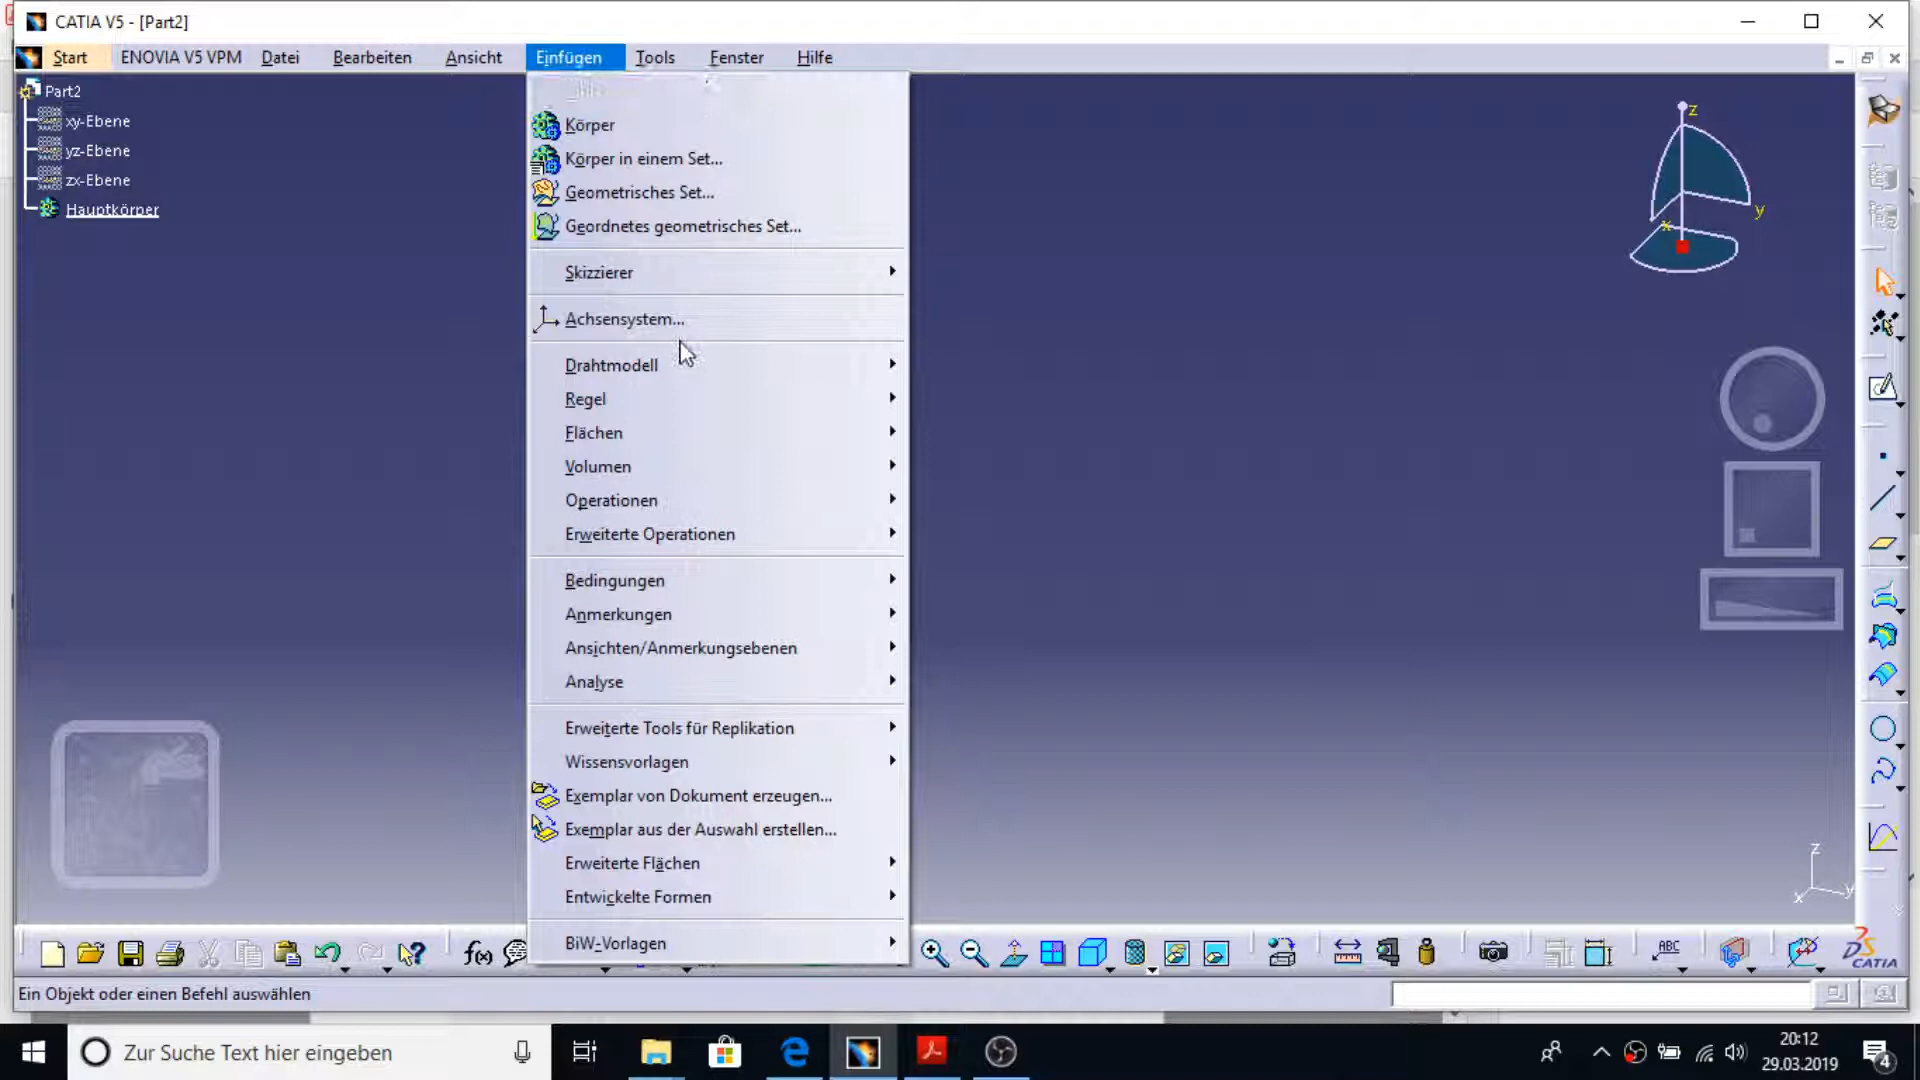 CATIA V5 - [Part2]
Start ENOVIA V5 VPM Datei Bearbeiten Ansicht Einfügen Tools Fenster Hilfe
Part2
xy-Ebene
yz-Ebene
zx-Ebene
Hauptkörper
Körper
Körper in einem Set...
Geometrisches Set...
Geordnetes geometrisches Set...
Skizzierer
Achsensystem...
Drahtmodell
Regel
Flächen
Volumen
Operationen
Erweiterte Operationen
Bedingungen
Anmerkungen
Ansichten/Anmerkungsebenen
Analyse
Erweiterte Tools für Replikation
Wissensvorlagen
Exemplar von Dokument erzeugen...
Exemplar aus der Auswahl erstellen...
Erweiterte Flächen
Entwickelte Formen
BiW-Vorlagen
z
y
x
z
x y
f(x)
ABC
CATIA
Ein Objekt oder einen Befehl auswählen
Zur Suche Text hier eingeben
20:12
29.03.2019
4